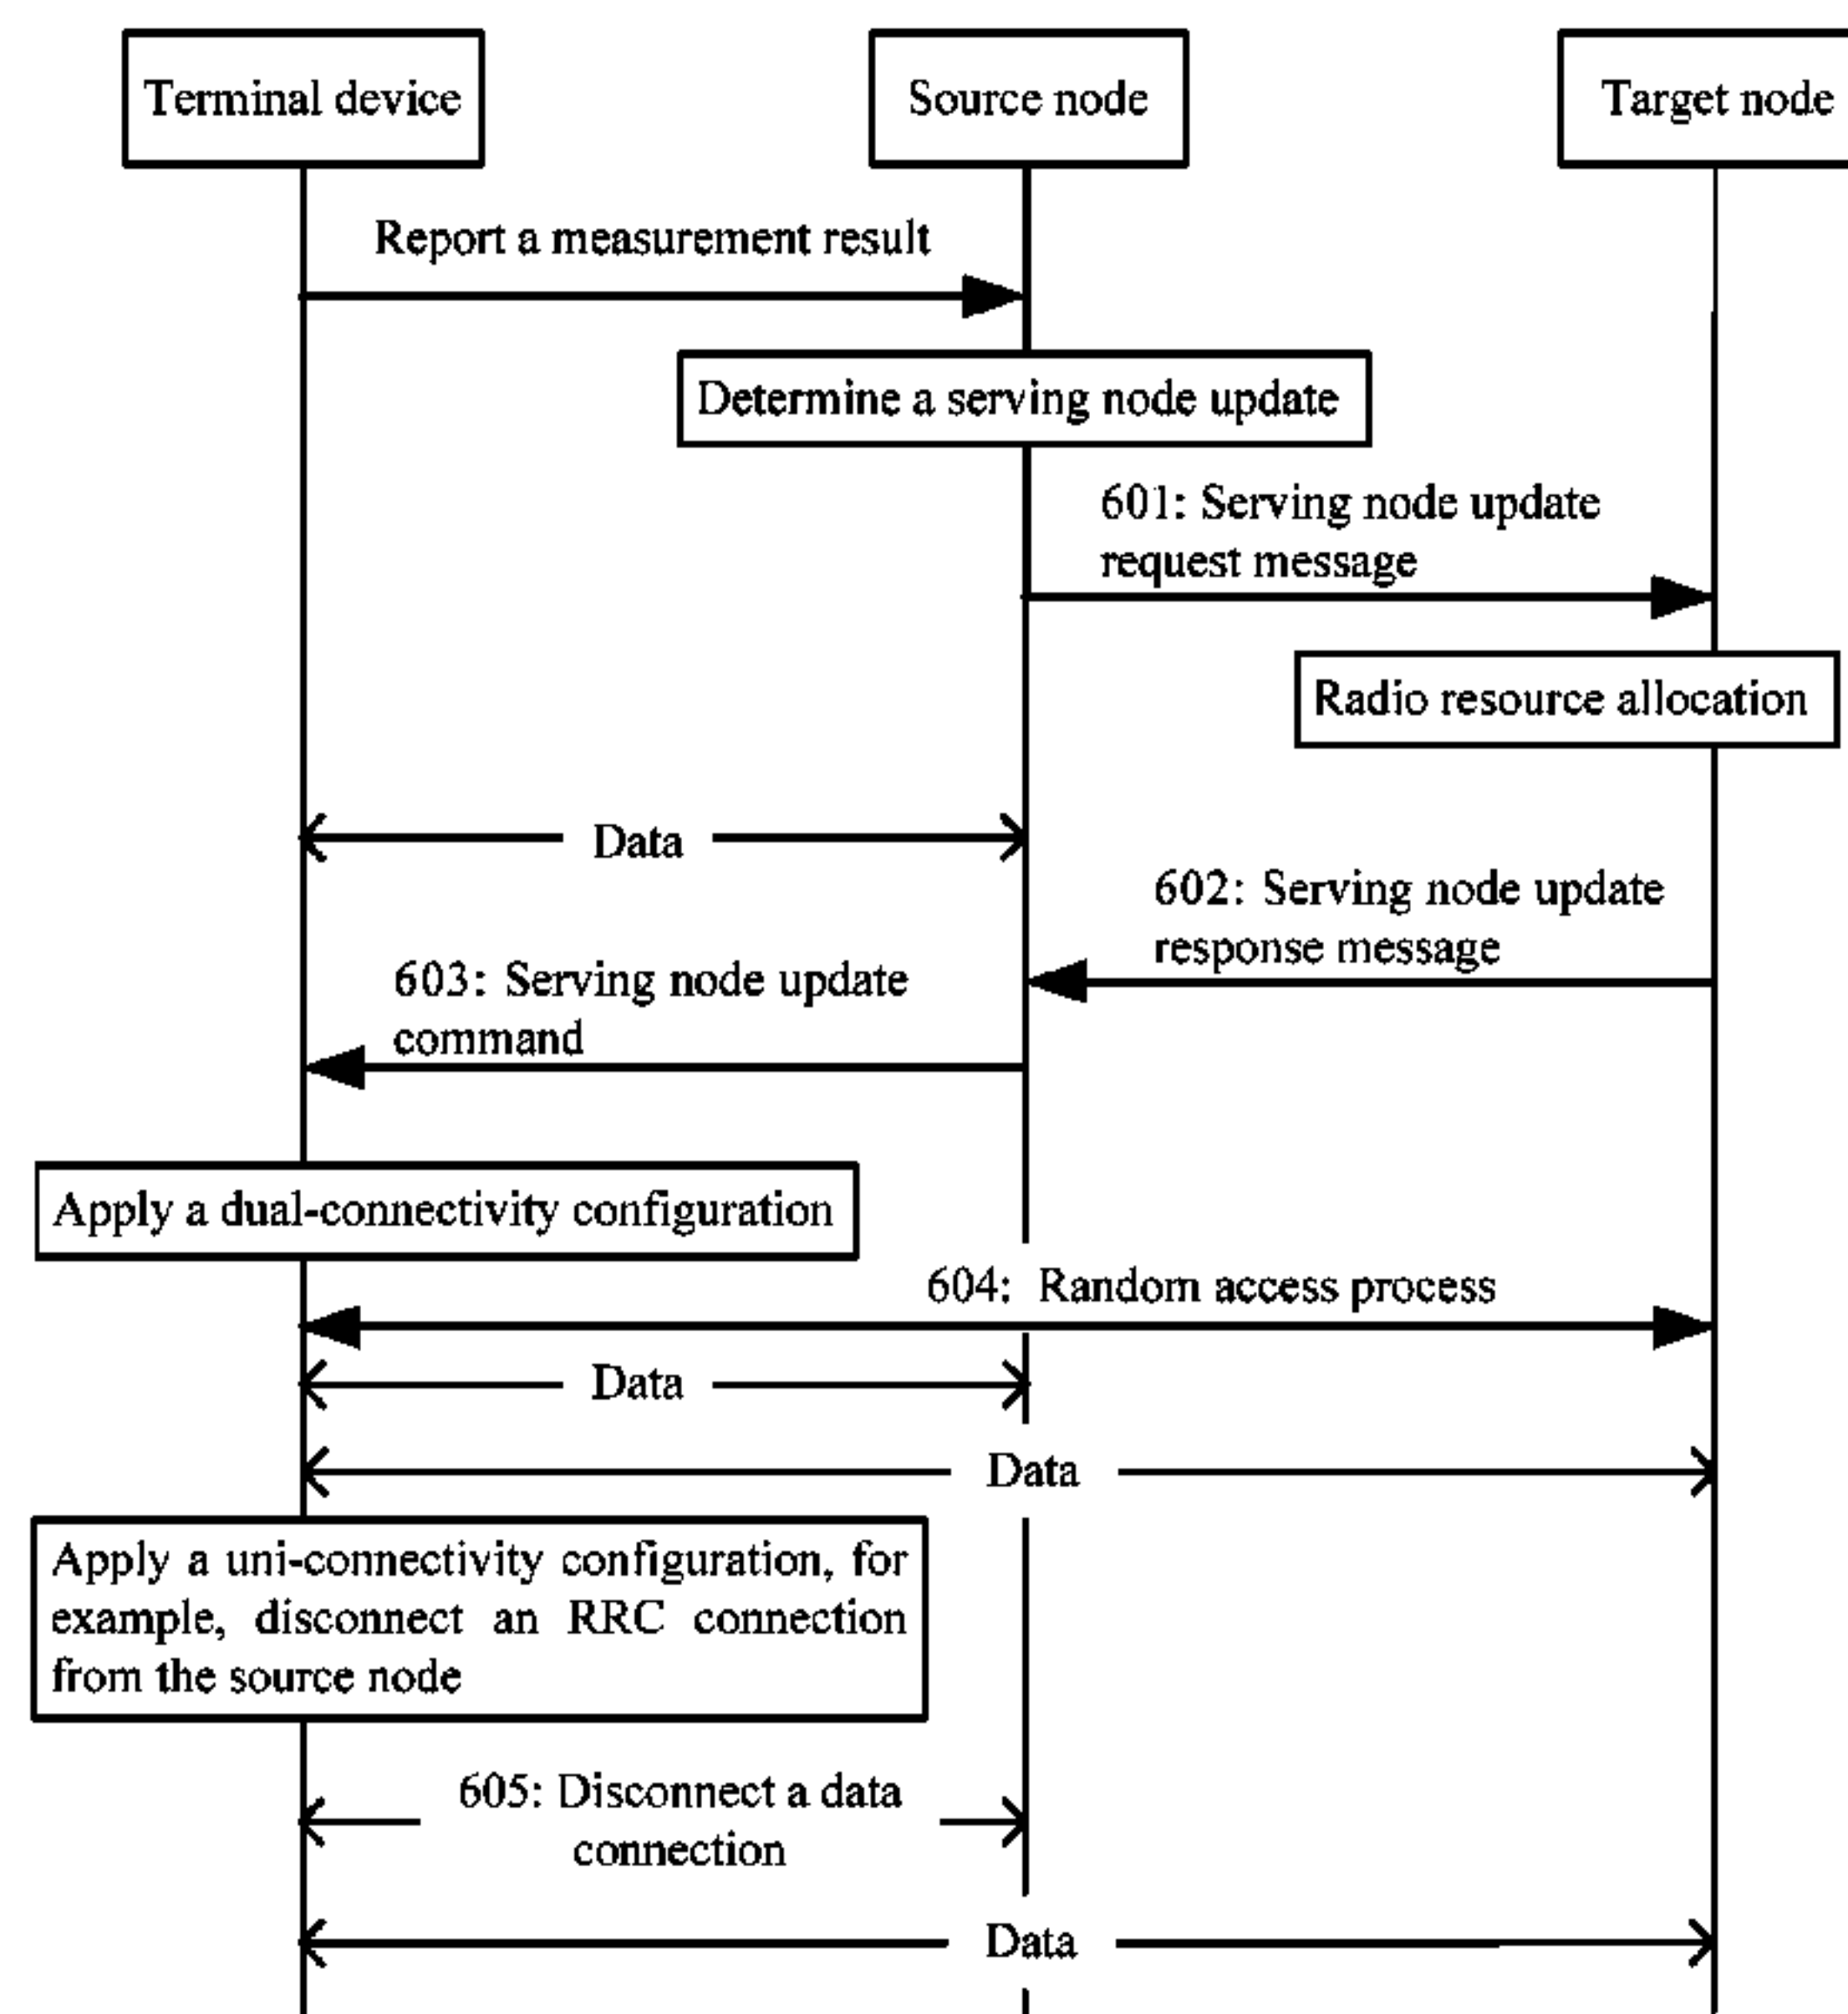 Terminal device
Source node
Target node
Report a measurement result
Determine a serving node update
601: Serving node update
request message
Radio resource allocation
Data
602: Serving node update
response message
603: Serving node update
command
Apply a dual-connectivity configuration
604: Random access process
Data
Data
Apply a uni-connectivity configuration, for
example, disconnect an RRC connection
from the source node
605: Disconnect a data
connection
Data